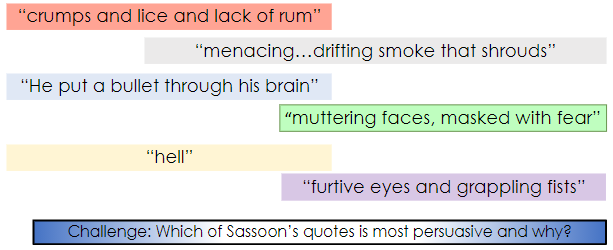 “crumps and lice and lack of rum”
“menacing…drifting smoke that shrouds”
“He put a bullet through his brain”
“muttering faces, masked with fear”
“hell”
“furtive eyes and grappling fists”
Challenge: Which of Sassoon’s quotes is most persuasive and why?